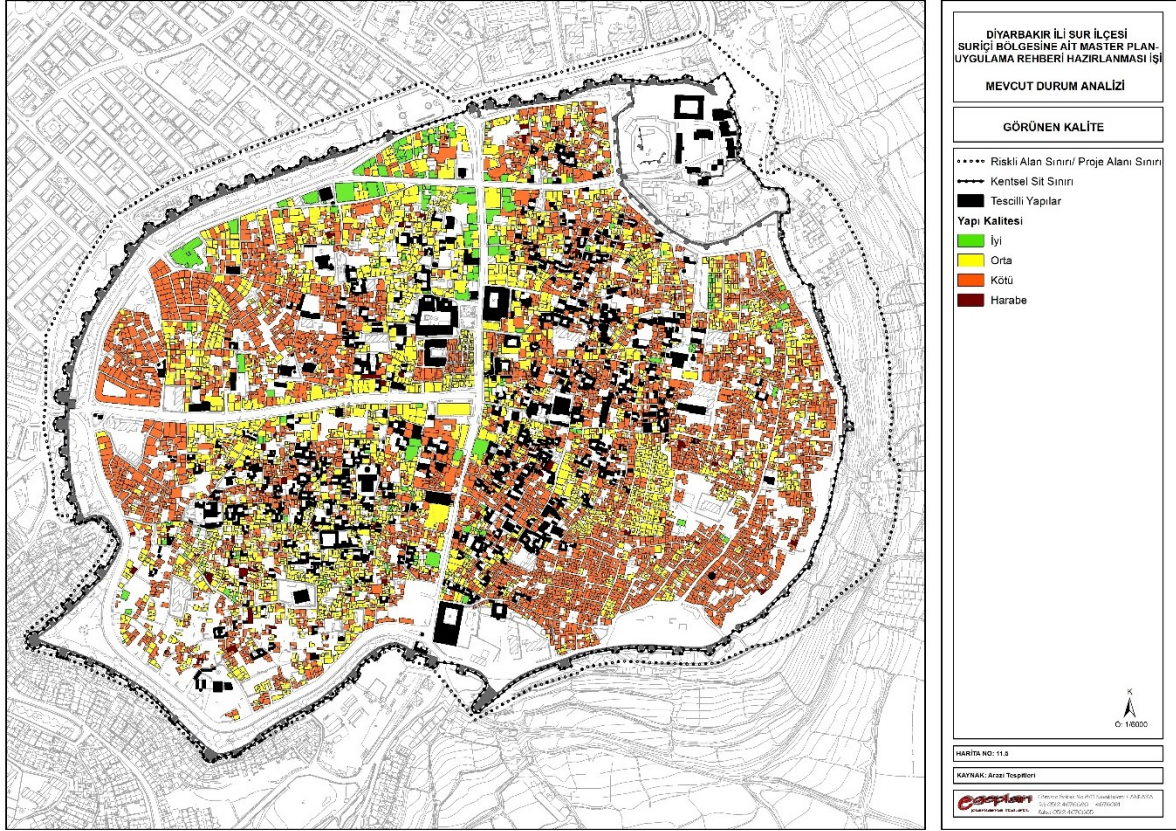 DİYARBAKIR İLİ SUR İLÇESİ
SURİÇİ BÖLGESİNE AİT MASTER PLAN-
UYGULAMA REHBERİ HAZIRLANMASI İŞİ
MEVCUT DURUM ANALİZİ
GÖRÜNEN KALİTE
Riskli Alan Sınırı/ Proje Alanı Sınırı
Kentsel Sit Sınırı
Tescilli Yapılar
Yapı Kalitesi
İyi
Orta
Kötü
Harabe
K
Ö: 1/6000
HARİTA NO: 11.5
KAYNAK: Arazi Tespitleri
egeplan